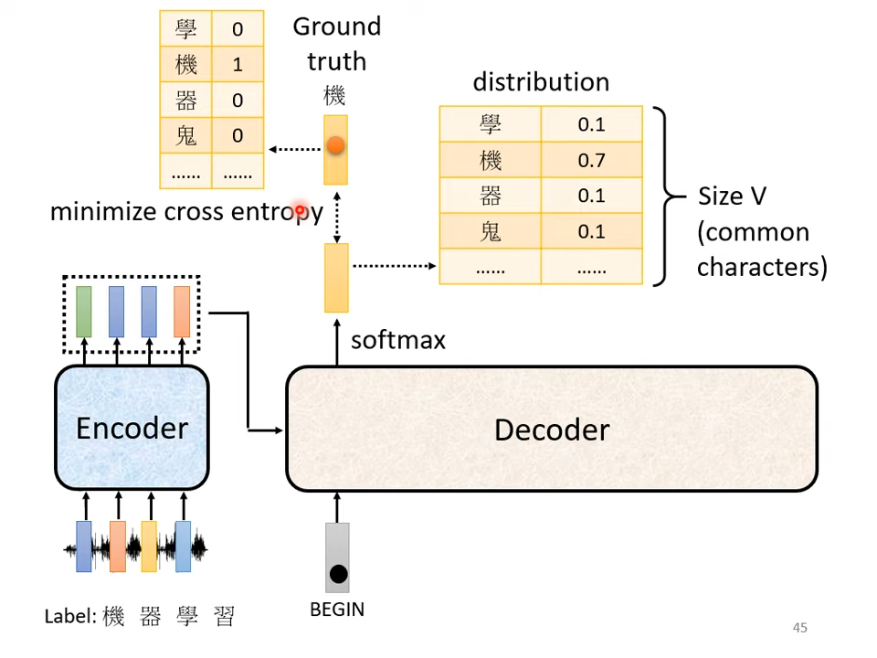 學 0
機 1
器 0
鬼 0
...... ......
Ground
truth
機
minimize cross entropy
distribution
學 0.1
機 0.7
器 0.1
鬼 0.1
...... ......
Size V
(common
characters)
softmax
Encoder
Decoder
BEGIN
Label: 機 器 學 習
45